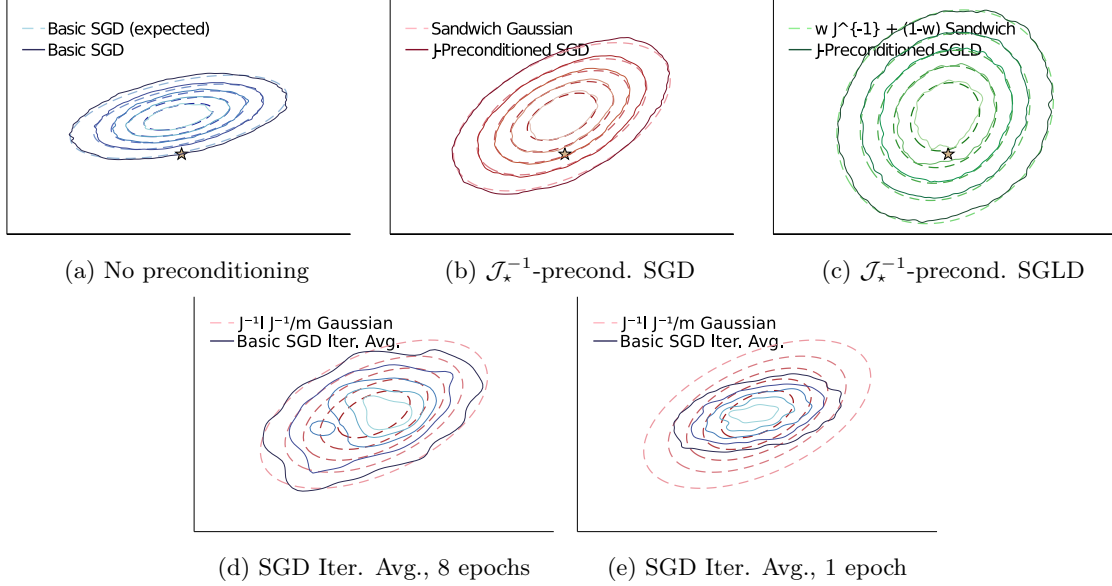 Basic SGD (expected)
Basic SGD
Sandwich Gaussian
J-Preconditioned SGD
w J^{-1} + (1-w) Sandwich
J-Preconditioned SGLD
(a) No preconditioning
(b) 𝒥⋆⁻¹-precond. SGD
(c) 𝒥⋆⁻¹-precond. SGLD
J⁻¹I J⁻¹/m Gaussian
Basic SGD Iter. Avg.
J⁻¹I J⁻¹/m Gaussian
Basic SGD Iter. Avg.
(d) SGD Iter. Avg., 8 epochs
(e) SGD Iter. Avg., 1 epoch